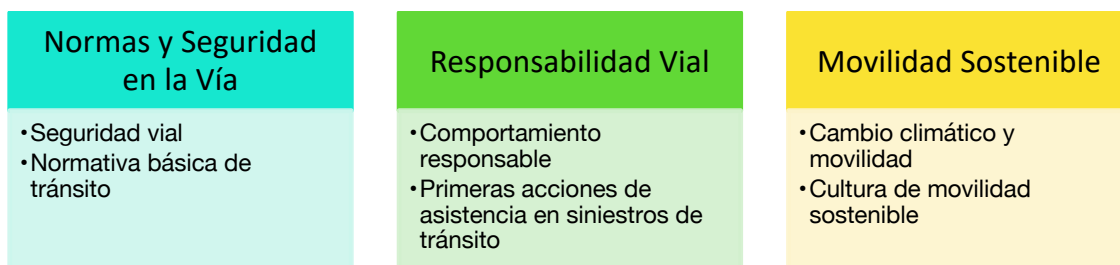 Normas y Seguridad
en la Vía
•Seguridad vial
•Normativa básica de
tránsito
Responsabilidad Vial
•Comportamiento
responsable
•Primeras acciones de
asistencia en siniestros de
tránsito
Movilidad Sostenible
•Cambio climático y
movilidad
•Cultura de movilidad
sostenible